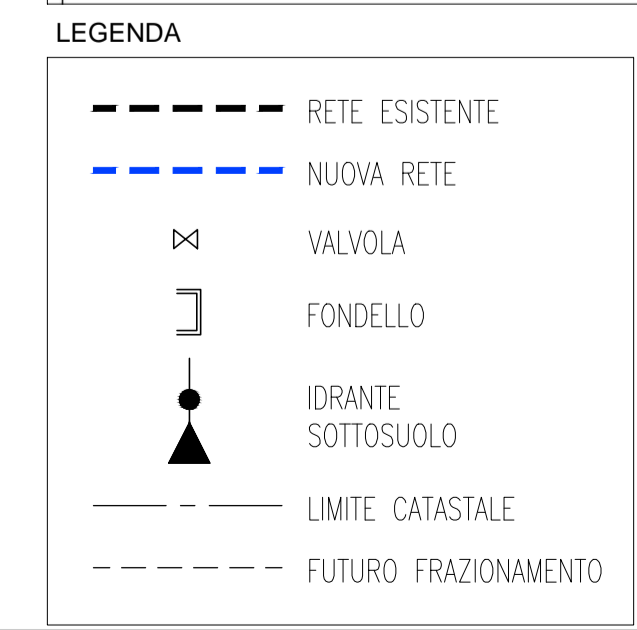 LEGENDA
RETE ESISTENTE
NUOVA RETE
VALVOLA
FONDELLO
IDRANTE
SOTTOSUOLO
LIMITE CATASTALE
FUTURO FRAZIONAMENTO